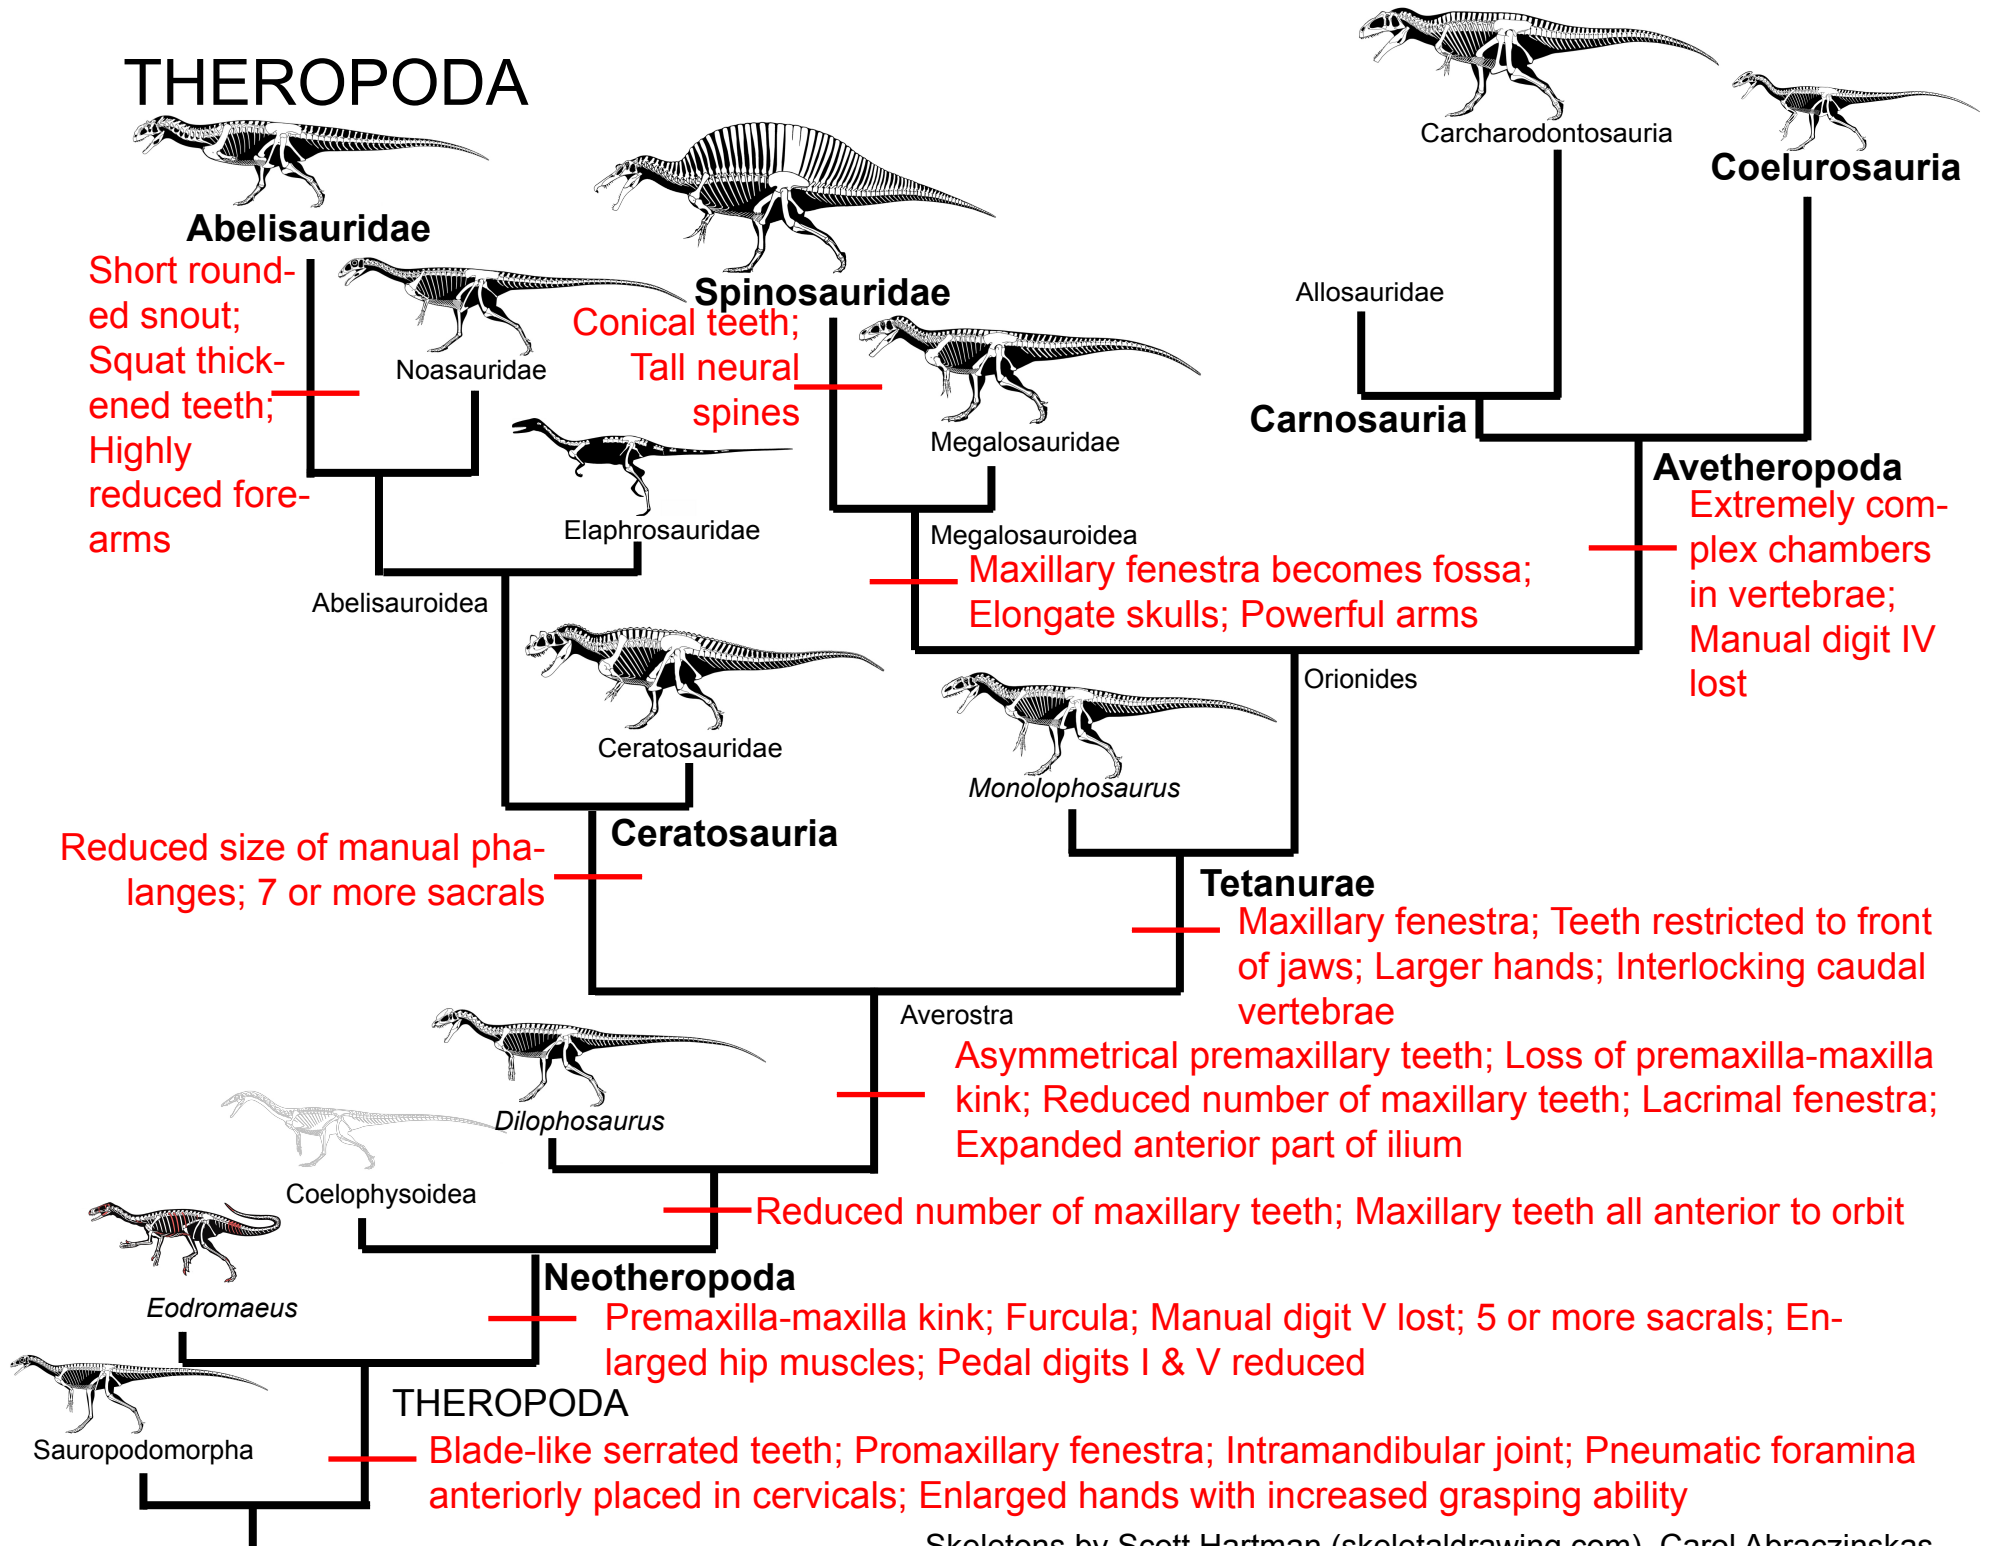 THEROPODA
Carcharodontosauria
Coelurosauria
Abelisauridae
Short round-
ed snout;
Squat thick-
ened teeth;
Highly
reduced fore-
arms
Noasauridae
Spinosauridae
Conical teeth;
Tall neural
spines
Allosauridae
Megalosauridae
Carnosauria
Avetheropoda
Extremely com-
plex chambers
in vertebrae;
Manual digit IV
lost
Elaphrosauridae
Megalosauroidea
Maxillary fenestra becomes fossa;
Elongate skulls; Powerful arms
Abelisauroidea
Orionides
Ceratosauridae
Monolophosaurus
Ceratosauria
Reduced size of manual pha-
langes; 7 or more sacrals
Tetanurae
Maxillary fenestra; Teeth restricted to front
of jaws; Larger hands; Interlocking caudal
vertebrae
Averostra
Asymmetrical premaxillary teeth; Loss of premaxilla-maxilla
kink; Reduced number of maxillary teeth; Lacrimal fenestra;
Expanded anterior part of ilium
Dilophosaurus
Coelophysoidea
Reduced number of maxillary teeth; Maxillary teeth all anterior to orbit
Neotheropoda
Premaxilla-maxilla kink; Furcula; Manual digit V lost; 5 or more sacrals; En-
larged hip muscles; Pedal digits I & V reduced
Eodromaeus
THEROPODA
Sauropodomorpha
Blade-like serrated teeth; Promaxillary fenestra; Intramandibular joint; Pneumatic foramina
anteriorly placed in cervicals; Enlarged hands with increased grasping ability
Skeletons by Scott Hartman (skeletaldrawing.com), Carol Abraczinskas